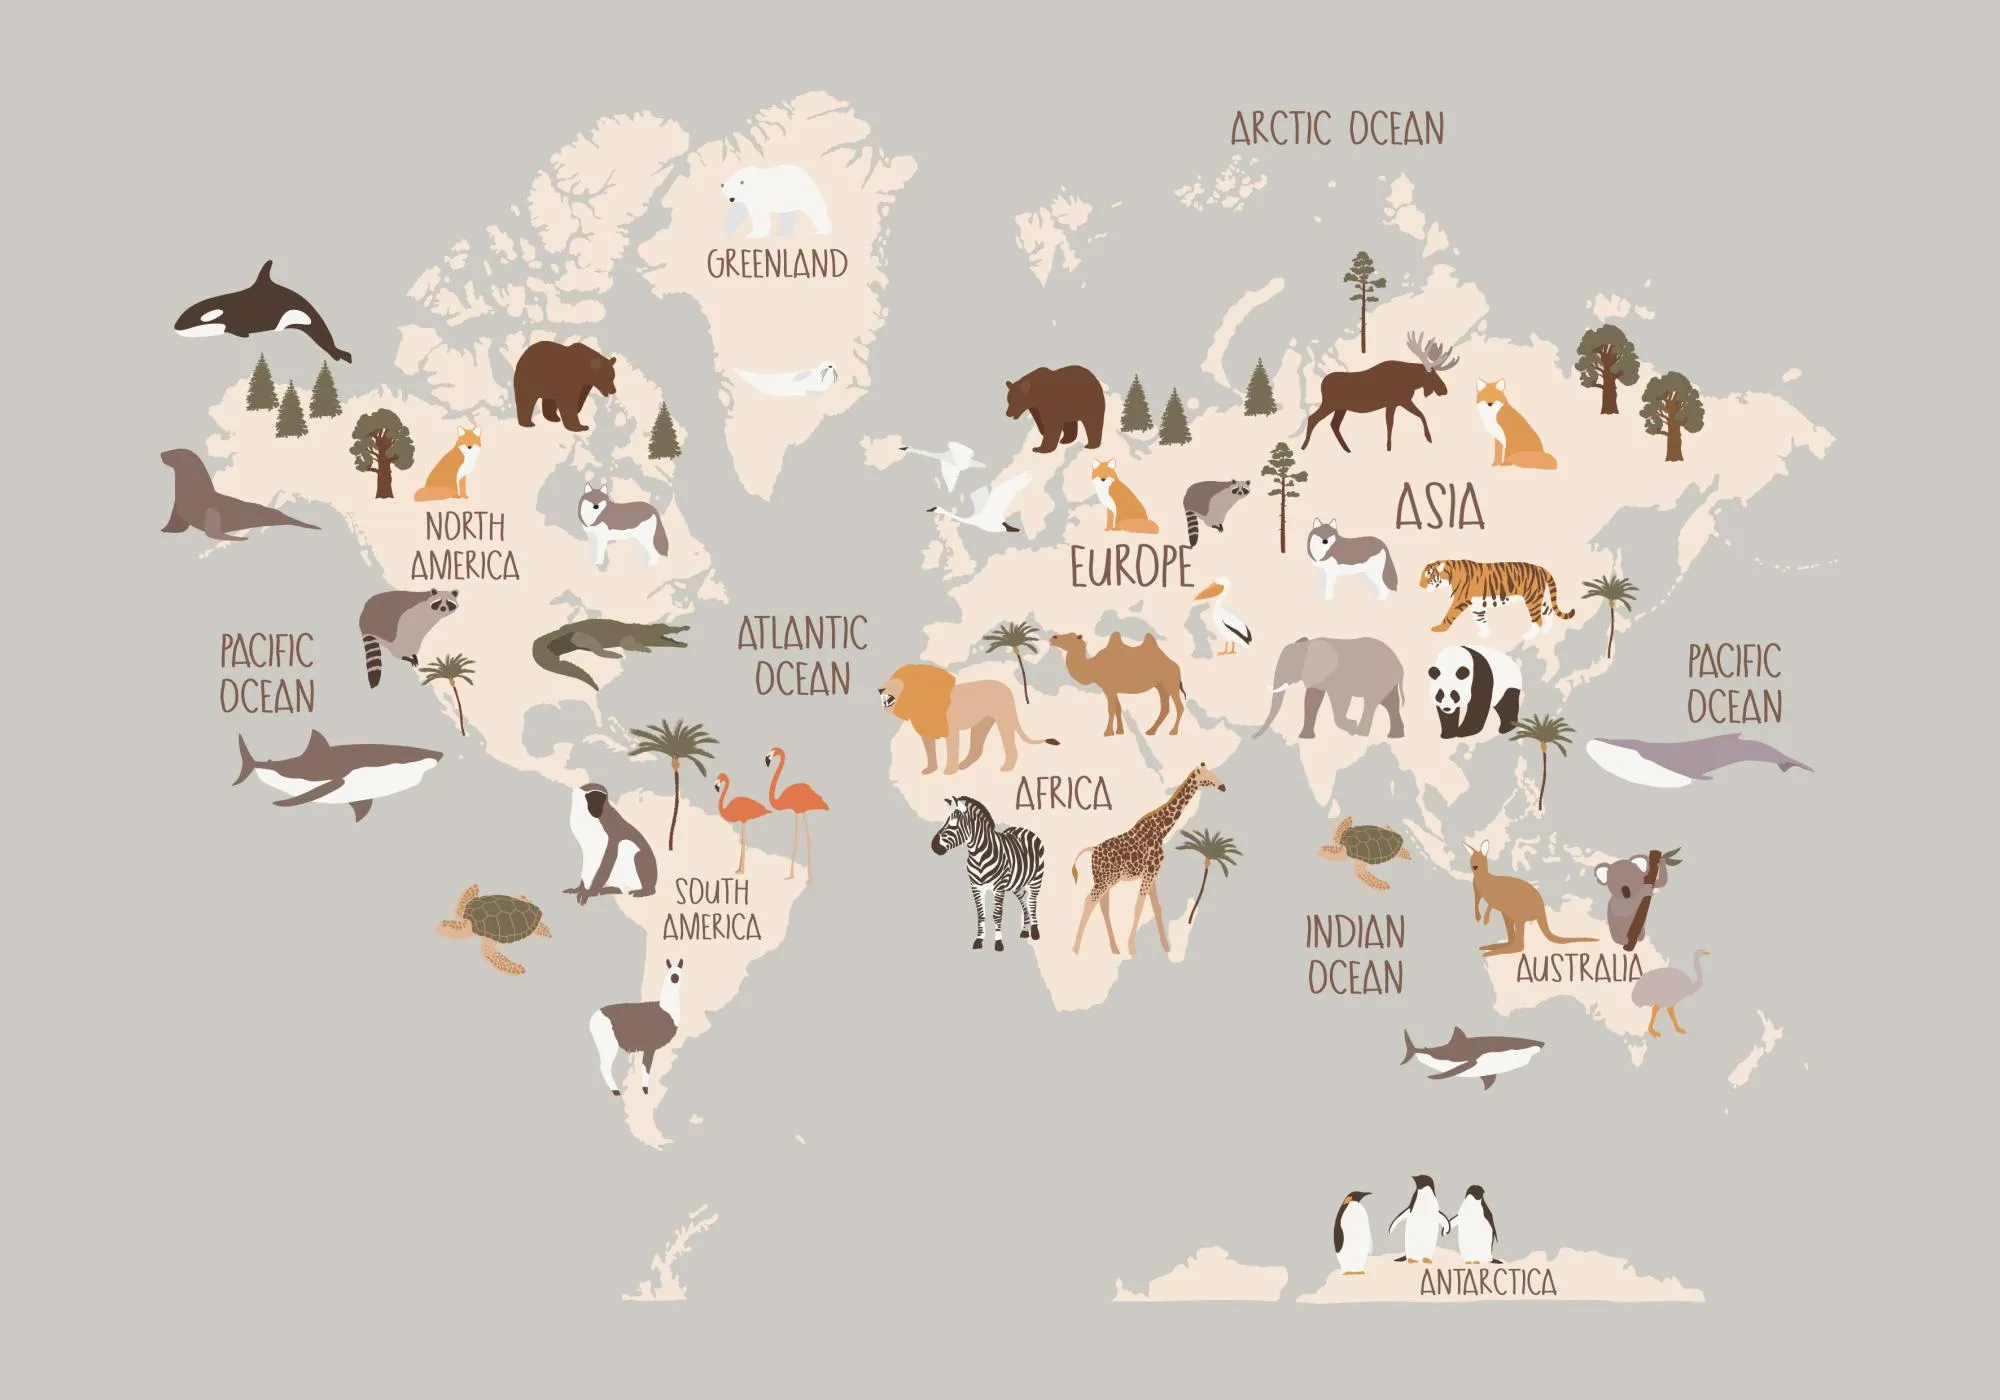 ARCTIC OCEAN
GREENLAND
NORTH
AMERICA
ASIA
EUROPE
PACIFIC
OCEAN
ATLANTIC
OCEAN
PACIFIC
OCEAN
AFRICA
SOUTH
AMERICA
INDIAN
OCEAN
AUSTRALIA
ANTARCTICA